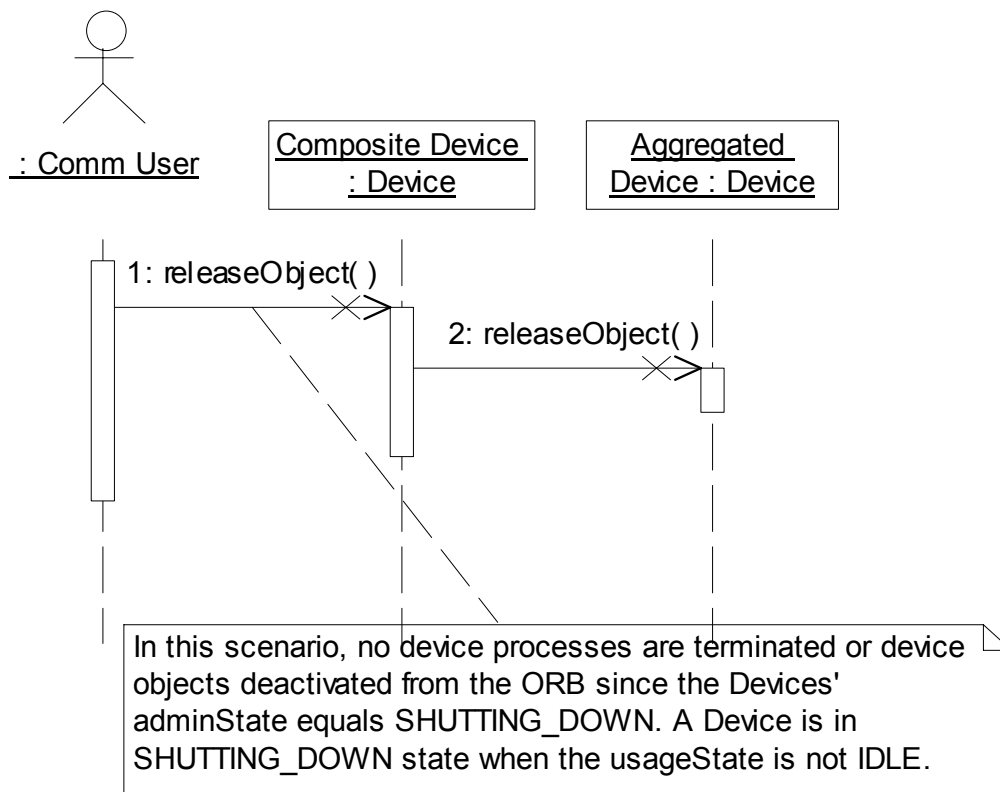 : Comm User
Composite Device
: Device
Aggregated
Device : Device
1: releaseObject( )
2: releaseObject( )
In this scenario, no device processes are terminated or device
objects deactivated from the ORB since the Devices'
adminState equals SHUTTING_DOWN. A Device is in
SHUTTING_DOWN state when the usageState is not IDLE.